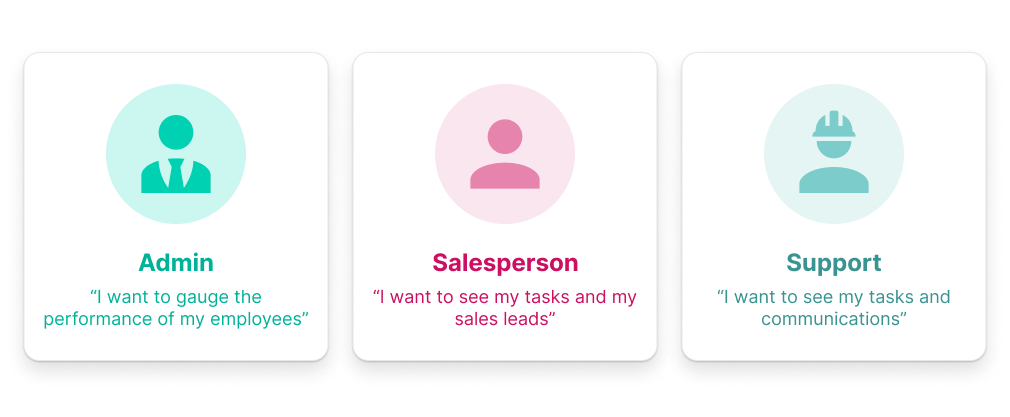 Admin
“I want to gauge the
performance of my employees”
Salesperson
“I want to see my tasks and my
sales leads”
Support
“I want to see my tasks and
communications”